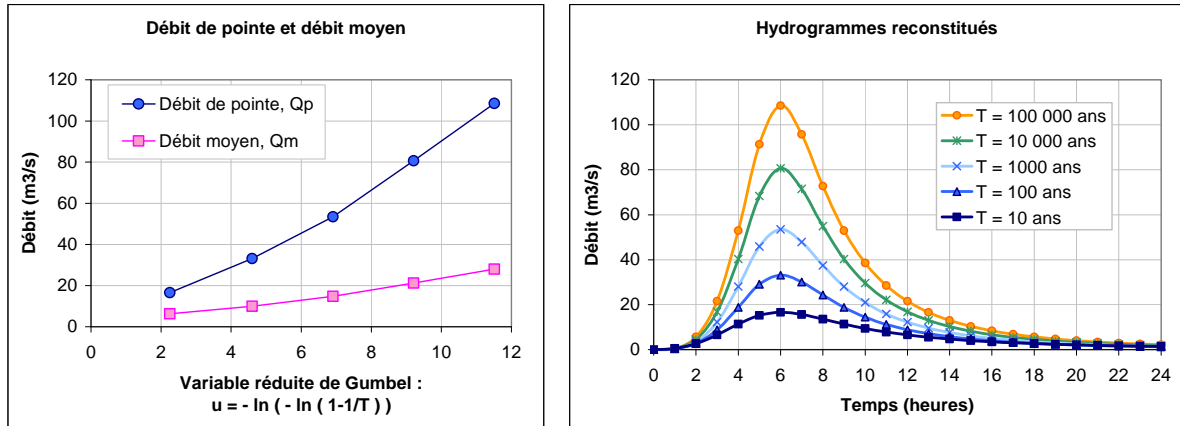 Débit de pointe et débit moyen
120
100
80
60
40
20
0
Débit (m3/s)
Débit de pointe, Qp
Débit moyen, Qm
0 2 4 6 8 10 12
Variable réduite de Gumbel :
u = - ln ( - ln ( 1-1/T ) )
Hydrogrammes reconstitués
120
100
80
60
40
20
0
Débit (m3/s)
T = 100 000 ans
T = 10 000 ans
T = 1000 ans
T = 100 ans
T = 10 ans
0 2 4 6 8 10 12 14 16 18 20 22 24
Temps (heures)